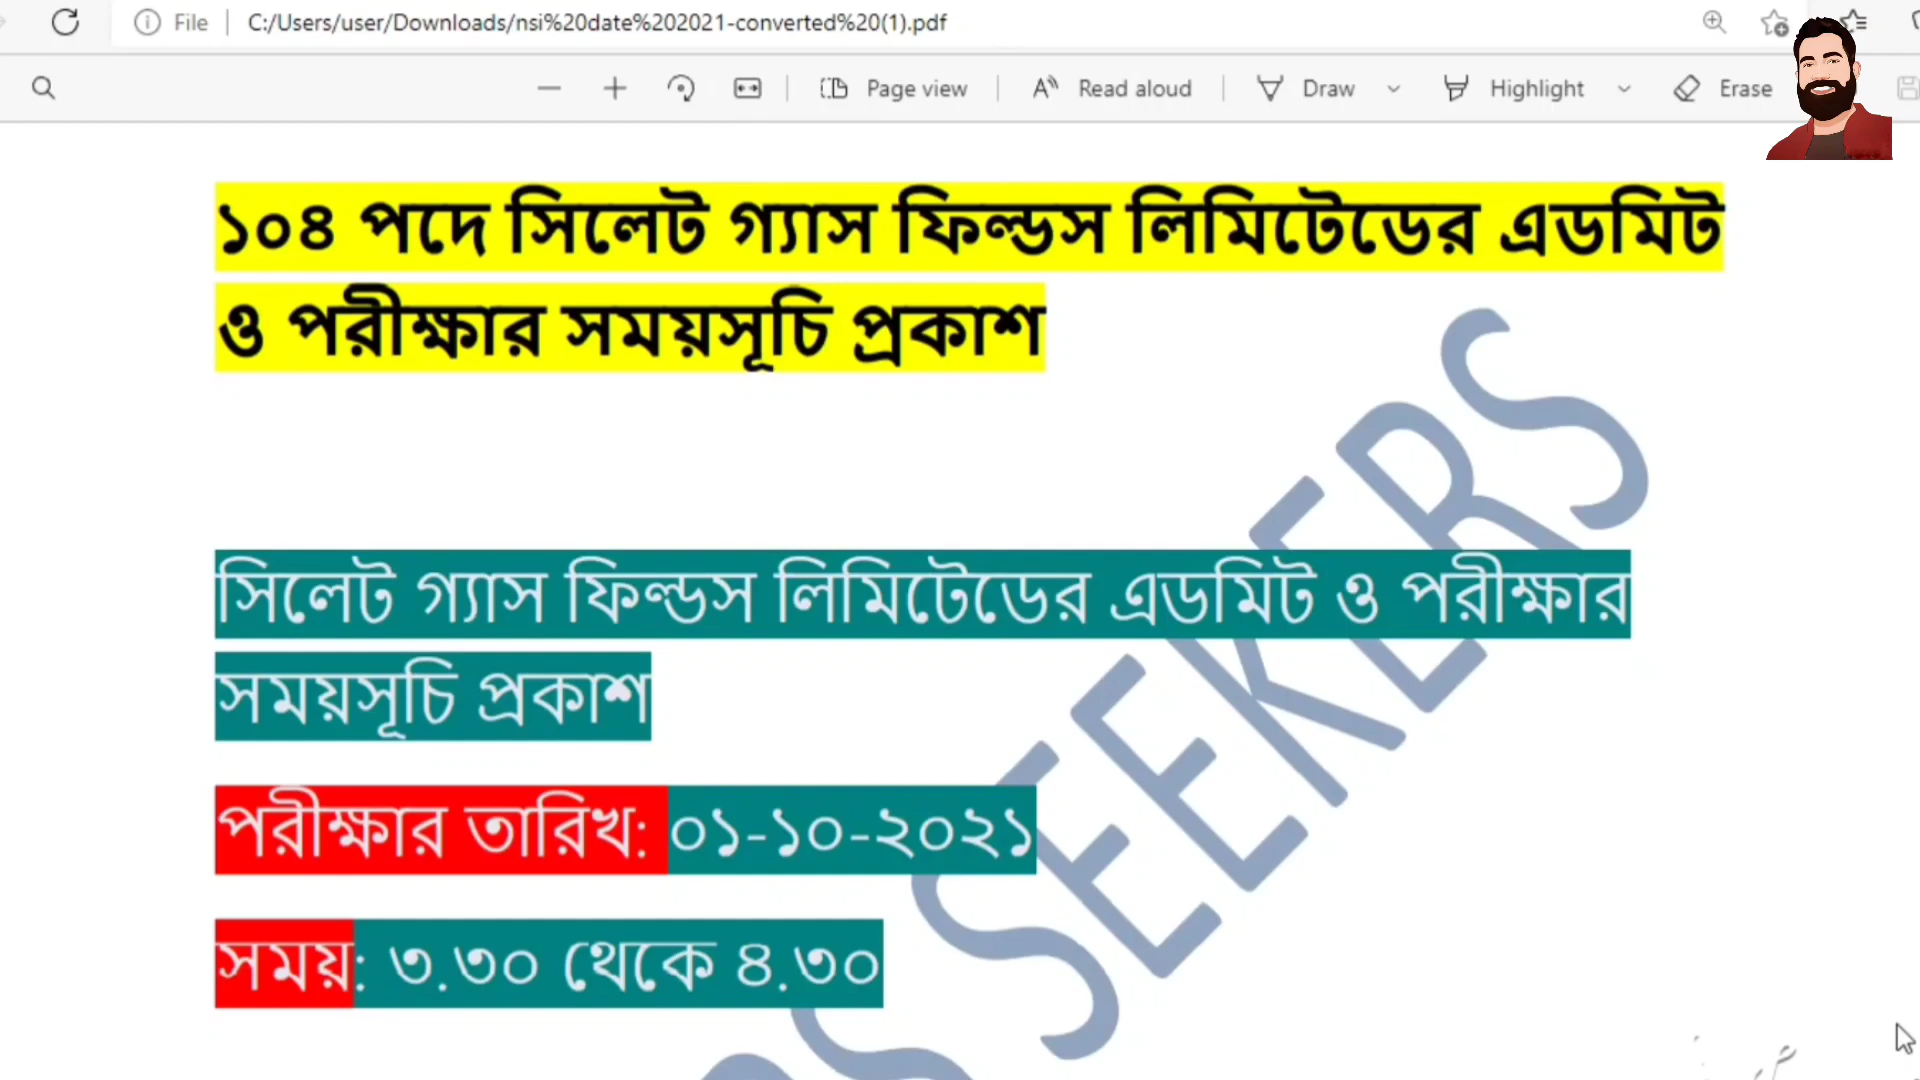 File | C:/Users/user/Downloads/nsi%20date%202021-converted%20(1).pdf
Page view Read aloud Draw Highlight Erase
১০৪ পদে সিলেট গ্যাস ফিল্ডস লিমিটেডের এডমিট
ও পরীক্ষার সময়সূচি প্রকাশ
সিলেট গ্যাস ফিল্ডস লিমিটেডের এডমিট ও পরীক্ষার
সময়সূচি প্রকাশ
পরীক্ষার তারিখ: ০১-১০-২০২১
সময়: ৩.৩০ থেকে ৪.৩০
SEEKERS